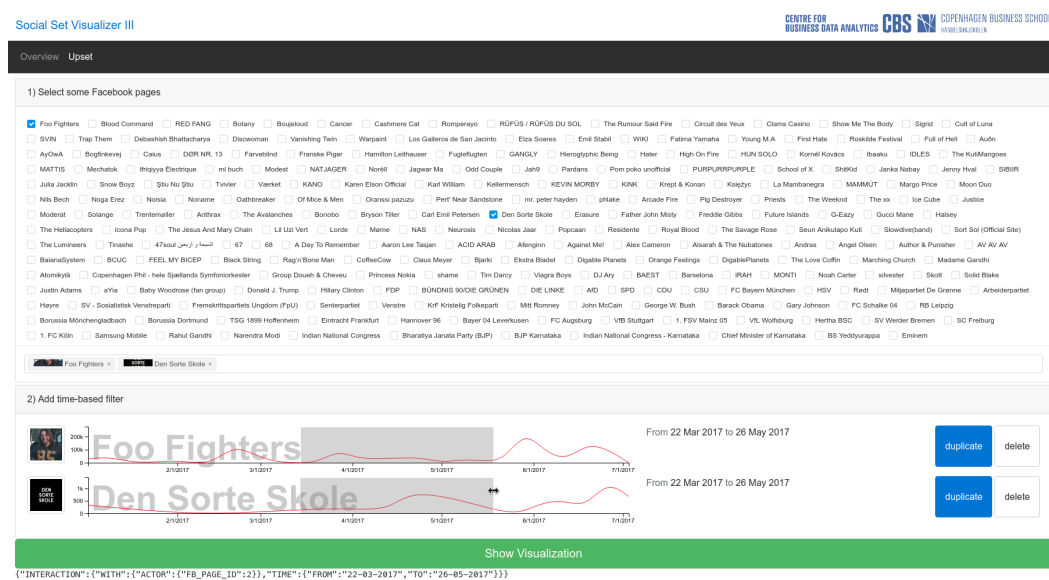 Social Set Visualizer III
CENTRE FOR
BUSINESS DATA ANALYTICS
CBS COPENHAGEN BUSINESS SCHOOL
HANDELSHØJSKOLEN
Overview Upset
1) Select some Facebook pages
Foo Fighters Blood Command RED FANG Botany Boujeloud Cancer Cashmere Cat Romperayo RÜFÜS / RÜFÜS DU SOL The Rumour Said Fire Circuit des Yeux Clams Casino Show Me The Body Sigrid Cult of Luna
SVIN Trap Them Debashish Bhattacharya Discwoman Vanishing Twin Warpaint Los Gaiteros de San Jacinto Elza Soares Emil Stabil WIKI Fatima Yamaha Young M.A First Hate Roskilde Festival Full of Hell Auðn
AyOwA Bogfinkevej Caius DØR NR. 13 Farveblind Franske Piger Hamilton Leithauser Fugleflugten GANGLY Hieroglyphic Being Hater High On Fire HUN SOLO Kornél Kovács Ibaaku IDLES The KutiMangoes
MATTIS Mechatok Ifriqiyya Electrique ml buch Modest NATJAGER Noréll Jagwar Ma Odd Couple Jah9 Pardans Pom poko unofficial PURPURRPURPLE School of X ShitKid Janka Nabay Jenny Hval SIBIIR
Julia Jacklin Snow Boyz Știu Nu Știu Tvivler Værket KANO Karen Elson Official Karl William Kellermensch KEVIN MORBY KINK Krept & Konan Księżyc La Mambanegra MAMMÚT Margo Price Moon Duo
Nils Bech Noga Erez Noisia Noname Oathbreaker Of Mice & Men Oranssi pazuzu Perf' Near Sandstone mr. peter hayden phlake Arcade Fire Pig Destroyer Priests The Weeknd The xx Ice Cube Justice
Moderat Solange Trentemøller Anthrax The Avalanches Bonobo Bryson Tiller Carl Emil Petersen Den Sorte Skole Erasure Father John Misty Freddie Gibbs Future Islands G-Eazy Gucci Mane Halsey
The Hellacopters Icona Pop The Jesus And Mary Chain Lil Uzi Vert Lorde Møme NAS Neurosis Nicolas Jaar Popcaan Residente Royal Blood The Savage Rose Seun Anikulapo Kuti Slowdive(band) Sort Sol (Official Site)
The Lumineers Tinashe 47soul السبعة و أربعين 67 68 A Day To Remember Aaron Lee Tasjan ACID ARAB Afenginn Against Me! Alex Cameron Alsarah & The Nubatones Andras Angel Olsen Author & Punisher AV AV AV
BaianaSystem BCUC FEEL MY BICEP Black String Rag'n'Bone Man CoffeeCow Claus Meyer Bjarki Ekstra Bladet Digable Planets Orange Feelings DigablePlanets The Love Coffin Marching Church Madame Gandhi
Atomikylä Copenhagen Phil - hele Sjællands Symfoniorkester Group Doueh & Cheveu Princess Nokia shame Tim Darcy Viagra Boys DJ Ary BAEST Barselona IRAH MONTI Noah Carter silvester Skott Solid Blake
Justin Adams aYia Baby Woodrose (fan group) Donald J. Trump Hillary Clinton FDP BÜNDNIS 90/DIE GRÜNEN DIE LINKE AfD SPD CDU CSU FC Bayern München HSV Rødt Miljøpartiet De Grønne Arbeiderpartiet
Høyre SV - Sosialistisk Venstreparti Fremskrittspartiets Ungdom (FpU) Senterpartiet Venstre KrF Kristelig Folkeparti Mitt Romney John McCain George W. Bush Barack Obama Gary Johnson FC Schalke 04 RB Leipzig
Borussia Mönchengladbach Borussia Dortmund TSG 1899 Hoffenheim Eintracht Frankfurt Hannover 96 Bayer 04 Leverkusen FC Augsburg VfB Stuttgart 1. FSV Mainz 05 VfL Wolfsburg Hertha BSC SV Werder Bremen SC Freiburg
1. FC Köln Samsung Mobile Rahul Gandhi Narendra Modi Indian National Congress Bharatiya Janata Party (BJP) BJP Karnataka Indian National Congress - Karnataka Chief Minister of Karnataka BS Yeddyurappa Eminem
Foo Fighters × SORTE Den Sorte Skole ×
2) Add time-based filter
Foo Fighters
200k
100k
0
2/1/2017 3/1/2017 4/1/2017 5/1/2017 6/1/2017 7/1/2017
From 22 Mar 2017 to 26 May 2017
duplicate delete
DEN
SORTE
SKOLE
Den Sorte Skole
1k
500
0
2/1/2017 3/1/2017 4/1/2017 5/1/2017 6/1/2017 7/1/2017
From 22 Mar 2017 to 26 May 2017
duplicate delete
Show Visualization
{"INTERACTION":{"WITH":{"ACTOR":{"FB_PAGE_ID":2}},"TIME":{"FROM":"22-03-2017","TO":"26-05-2017"}}}